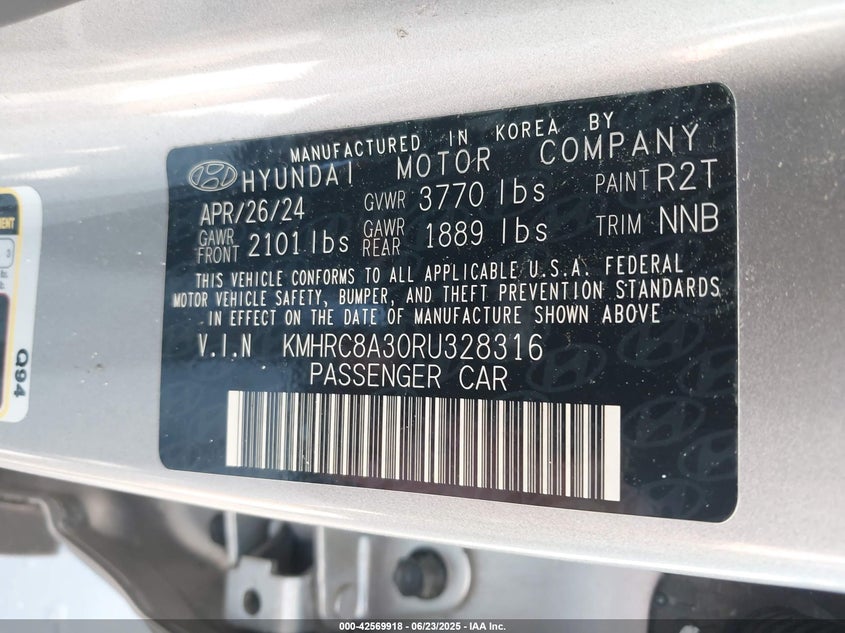 MANUFACTURED IN KOREA BY
HYUNDAI MOTOR COMPANY
APR/26/24 GVWR 3770 lbs PAINT R2T
GAWR FRONT 2101 lbs GAWR REAR 1889 lbs TRIM NNB
THIS VEHICLE CONFORMS TO ALL APPLICABLE U.S.A. FEDERAL
MOTOR VEHICLE SAFETY, BUMPER, AND THEFT PREVENTION STANDARDS
IN EFFECT ON THE DATE OF MANUFACTURE SHOWN ABOVE
V.I.N KMHRC8A30RU328316
PASSENGER CAR
Q94
000-42569918 - 06/23/2025 - IAA Inc.